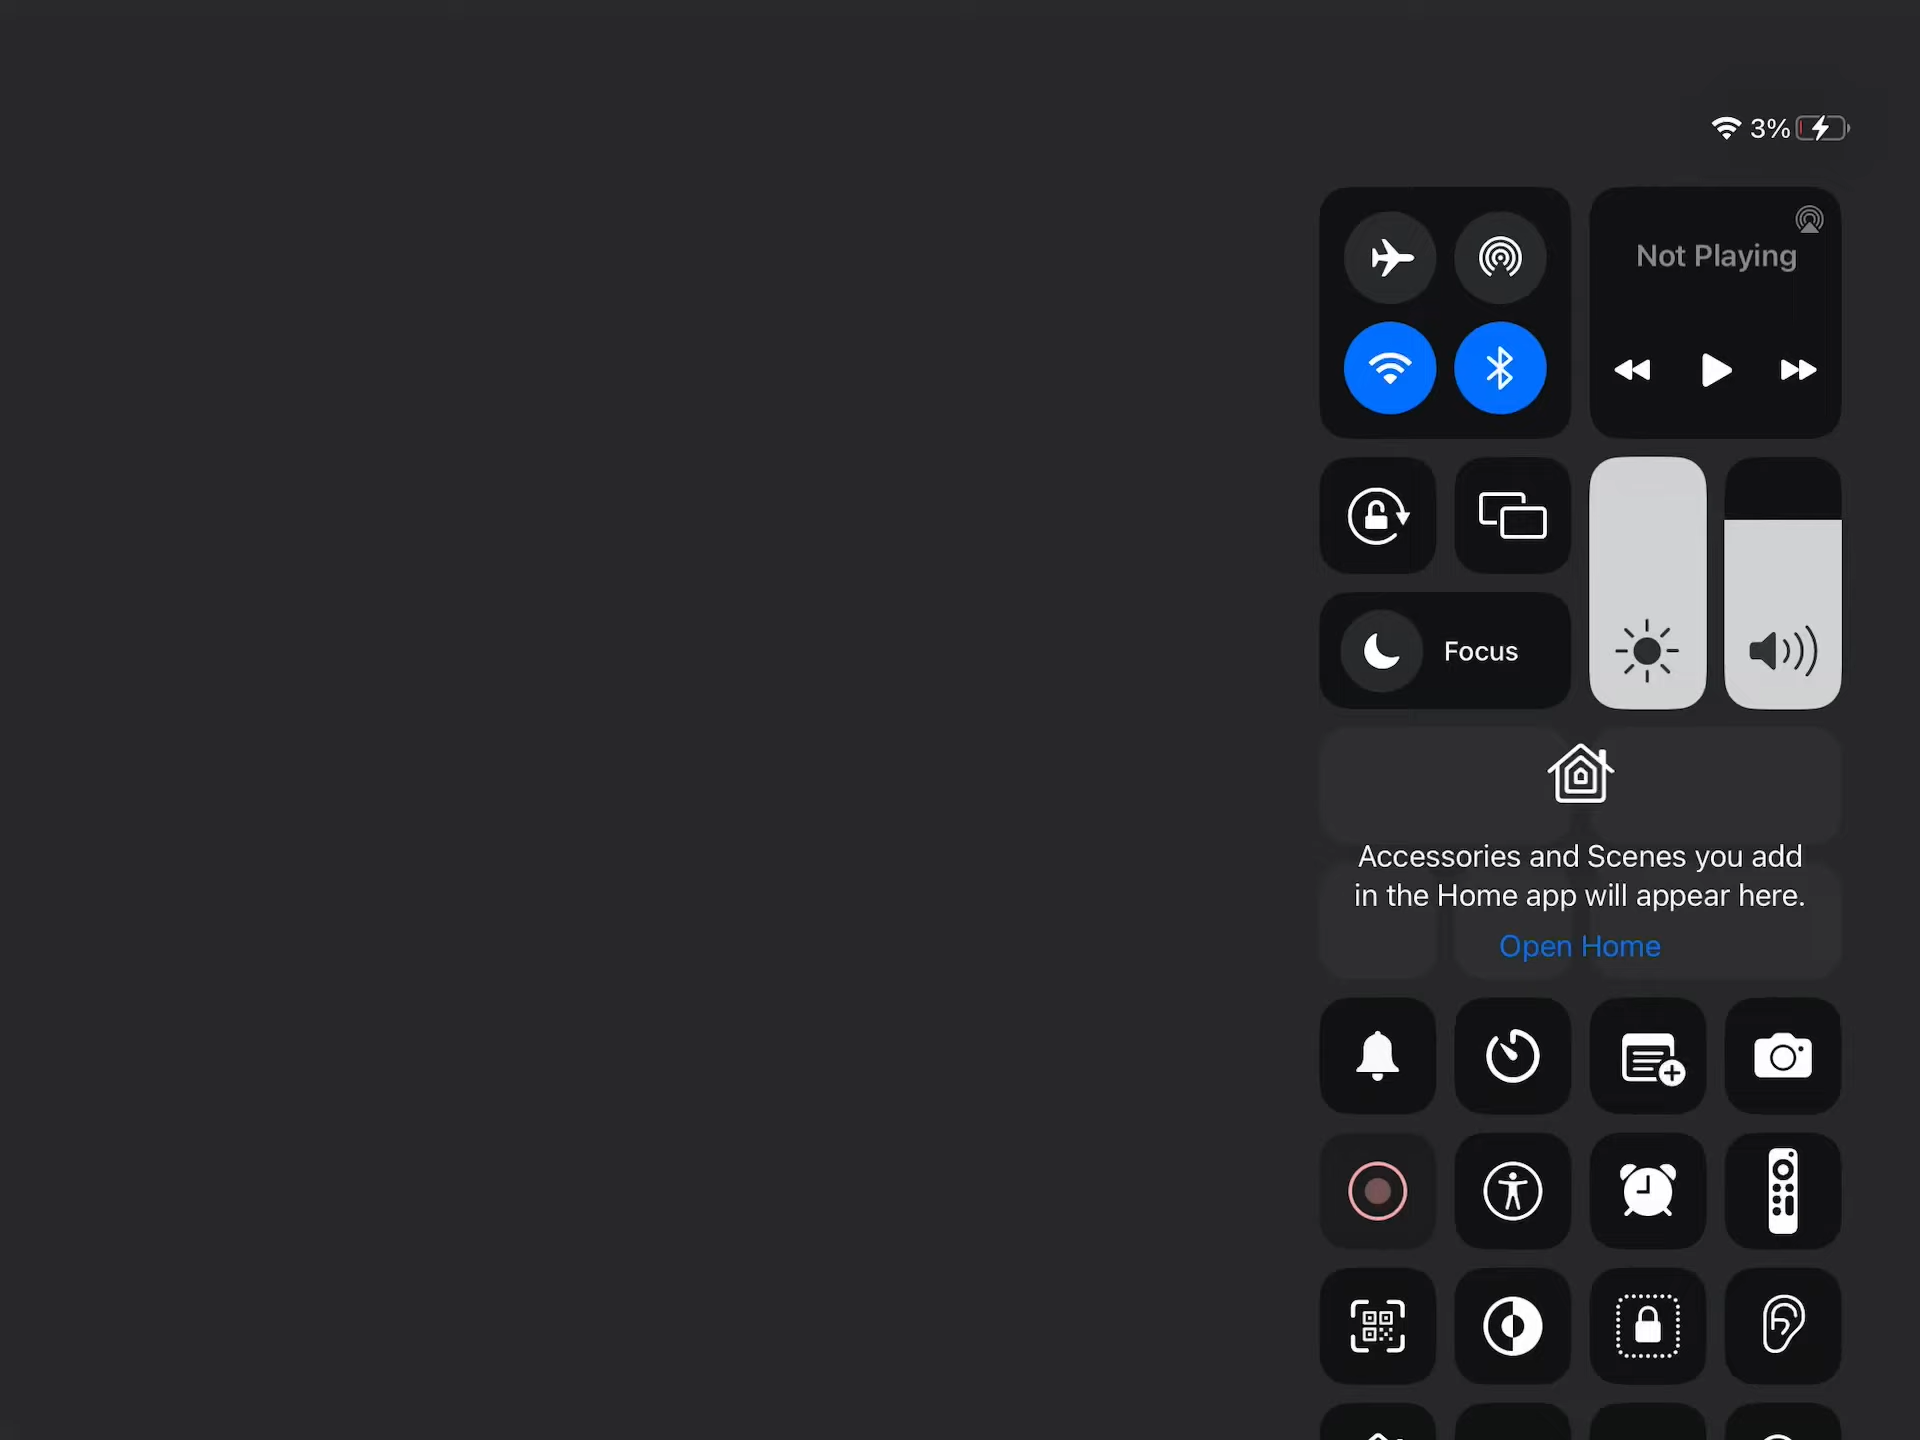 3%
Not Playing
Focus
Accessories and Scenes you add
in the Home app will appear here.
Open Home